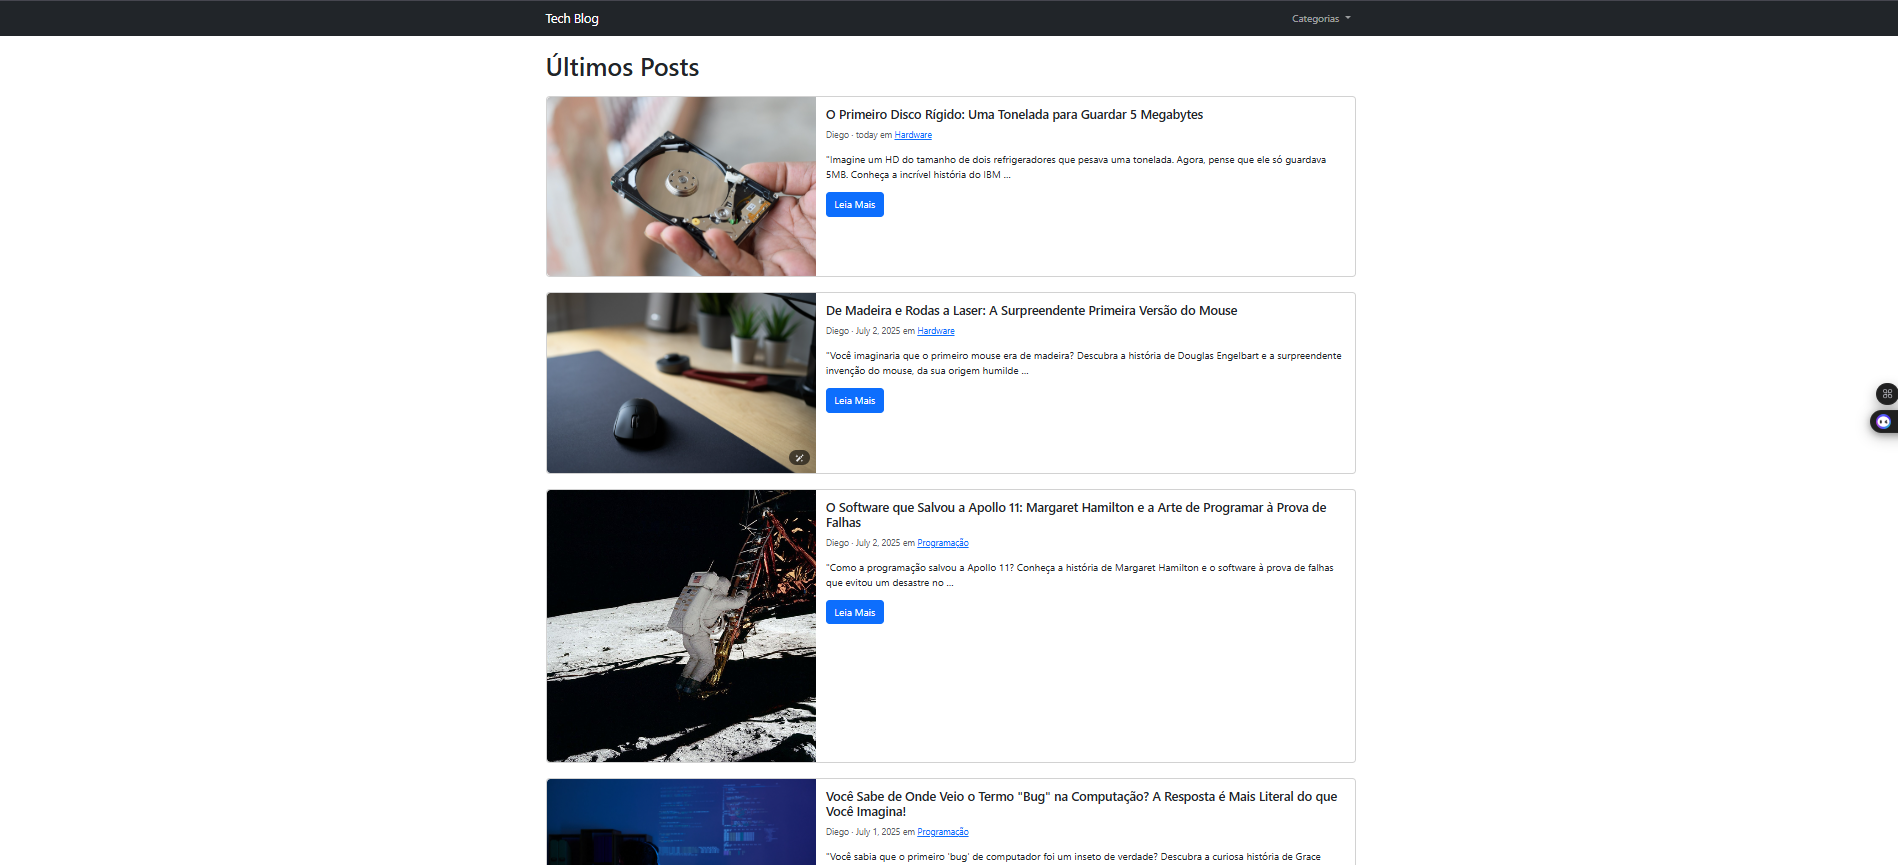 Tech Blog
Categorias
Últimos Posts
O Primeiro Disco Rígido: Uma Tonelada para Guardar 5 Megabytes
Diego · today em Hardware
"Imagine um HD do tamanho de dois refrigeradores que pesava uma tonelada. Agora, pense que ele só guardava
5MB. Conheça a incrível história do IBM ...
Leia Mais
De Madeira e Rodas a Laser: A Surpreendente Primeira Versão do Mouse
Diego · July 2, 2025 em Hardware
"Você imaginaria que o primeiro mouse era de madeira? Descubra a história de Douglas Engelbart e a surpreendente
invenção do mouse, da sua origem humilde ...
Leia Mais
O Software que Salvou a Apollo 11: Margaret Hamilton e a Arte de Programar à Prova de
Falhas
Diego · July 2, 2025 em Programação
"Como a programação salvou a Apollo 11? Conheça a história de Margaret Hamilton e o software à prova de falhas
que evitou um desastre no ...
Leia Mais
Você Sabe de Onde Veio o Termo "Bug" na Computação? A Resposta é Mais Literal do que
Você Imagina!
Diego · July 1, 2025 em Programação
"Você sabia que o primeiro 'bug' de computador foi um inseto de verdade? Descubra a curiosa história de Grace